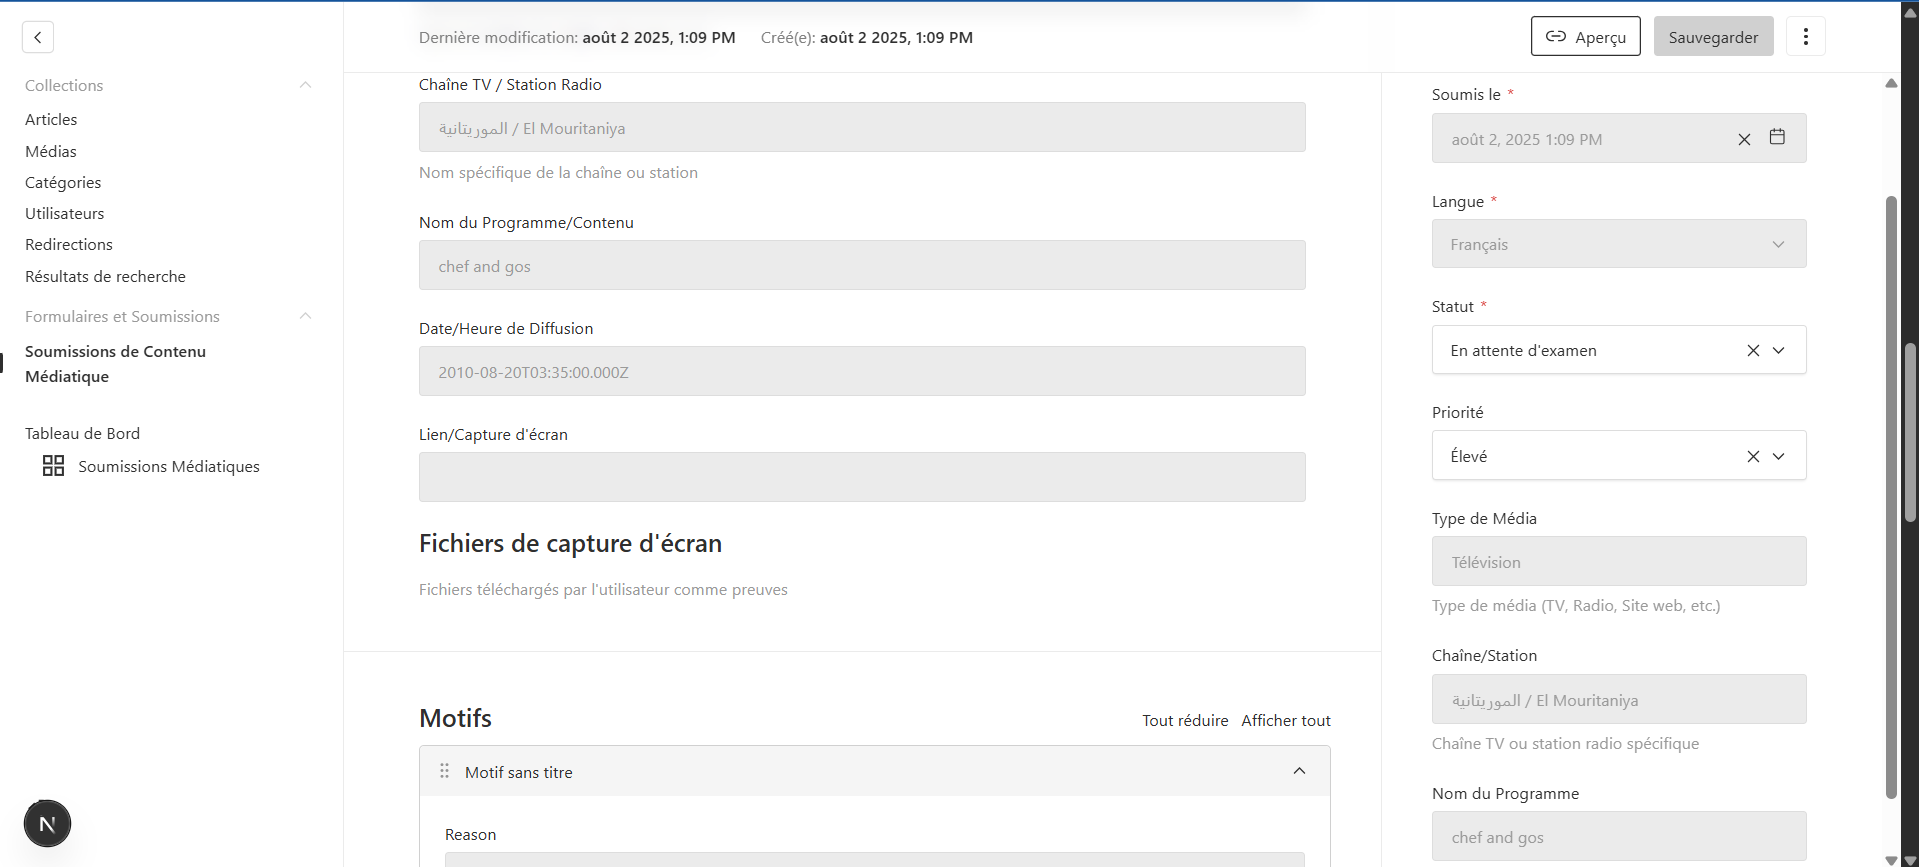 Dernière modification: août 2 2025, 1:09 PM Créé(e): août 2 2025, 1:09 PM
Aperçu
Sauvegarder
Collections
Articles
Médias
Catégories
Utilisateurs
Redirections
Résultats de recherche
Formulaires et Soumissions
Soumissions de Contenu
Médiatique
Tableau de Bord
Soumissions Médiatiques
N
Chaîne TV / Station Radio
الموريتانية / El Mouritaniya
Nom spécifique de la chaîne ou station
Nom du Programme/Contenu
chef and gos
Date/Heure de Diffusion
2010-08-20T03:35:00.000Z
Lien/Capture d'écran
Fichiers de capture d'écran
Fichiers téléchargés par l'utilisateur comme preuves
Motifs
Tout réduire Afficher tout
Motif sans titre
Reason
Soumis le *
août 2, 2025 1:09 PM
Langue *
Français
Statut *
En attente d'examen
Priorité
Élevé
Type de Média
Télévision
Type de média (TV, Radio, Site web, etc.)
Chaîne/Station
الموريتانية / El Mouritaniya
Chaîne TV ou station radio spécifique
Nom du Programme
chef and gos